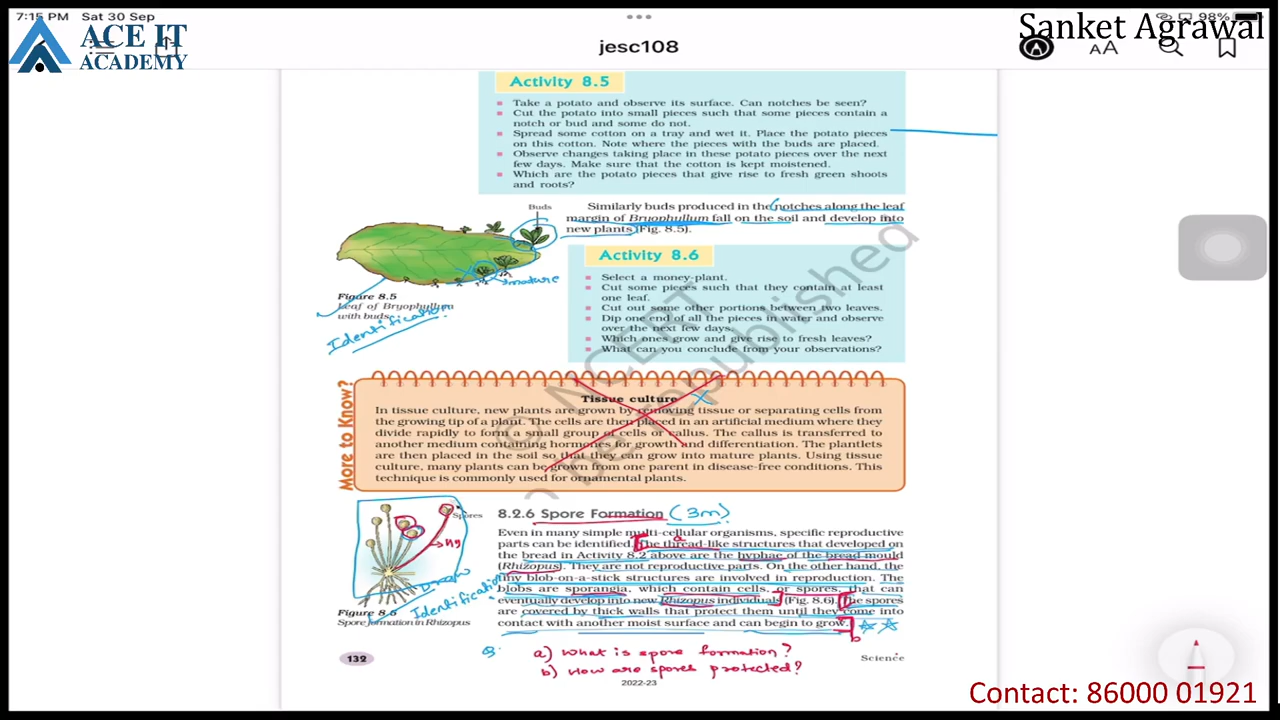 7:15 PM Sat 30 Sep
98%
ACE IT
ACADEMY
Sanket Agrawal
jesc108
AA
Activity 8.5
Take a potato and observe its surface. Can notches be seen?
Cut the potato into small pieces such that some pieces contain a
notch or bud and some do not.
Spread some cotton on a tray and wet it. Place the potato pieces
on this cotton. Note where the pieces with the buds are placed.
Observe changes taking place in these potato pieces over the next
few days. Make sure that the cotton is kept moistened.
Which are the potato pieces that give rise to fresh green shoots
and roots?
Buds
Similarly buds produced in the notches along the leaf
margin of Bryophyllum fall on the soil and develop into
new plants (Fig. 8.5).
Figure 8.5
Leaf of Bryophyllum
with buds
Identification
Activity 8.6
Select a money-plant.
Cut some pieces such that they contain at least
one leaf.
Cut out some other portions between two leaves.
Dip one end of all the pieces in water and observe
over the next few days.
Which ones grow and give rise to fresh leaves?
What can you conclude from your observations?
© NCERT
be republished
More to Know?
Tissue culture
In tissue culture, new plants are grown by removing tissue or separating cells from
the growing tip of a plant. The cells are then placed in an artificial medium where they
divide rapidly to form a small group of cells or callus. The callus is transferred to
another medium containing hormones for growth and differentiation. The plantlets
are then placed in the soil so that they can grow into mature plants. Using tissue
culture, many plants can be grown from one parent in disease-free conditions. This
technique is commonly used for ornamental plants.
Spores
Hy
Draw
Identification
Figure 8.6
Spore formation in Rhizopus
8.2.6 Spore Formation (3m)
Even in many simple multi-cellular organisms, specific reproductive
parts can be identified. The thread-like structures that developed on
the bread in Activity 8.2 above are the hyphae of the bread mould
(Rhizopus). They are not reproductive parts. On the other hand, the
tiny blob-on-a-stick structures are involved in reproduction. The
blobs are sporangia, which contain cells, or spores, that can
eventually develop into new Rhizopus individuals (Fig. 8.6). The spores
are covered by thick walls that protect them until they come into
contact with another moist surface and can begin to grow.
a
b
Q.
a) What is spore formation?
b) How are spores protected?
132
Science
2022-23
Contact: 86000 01921